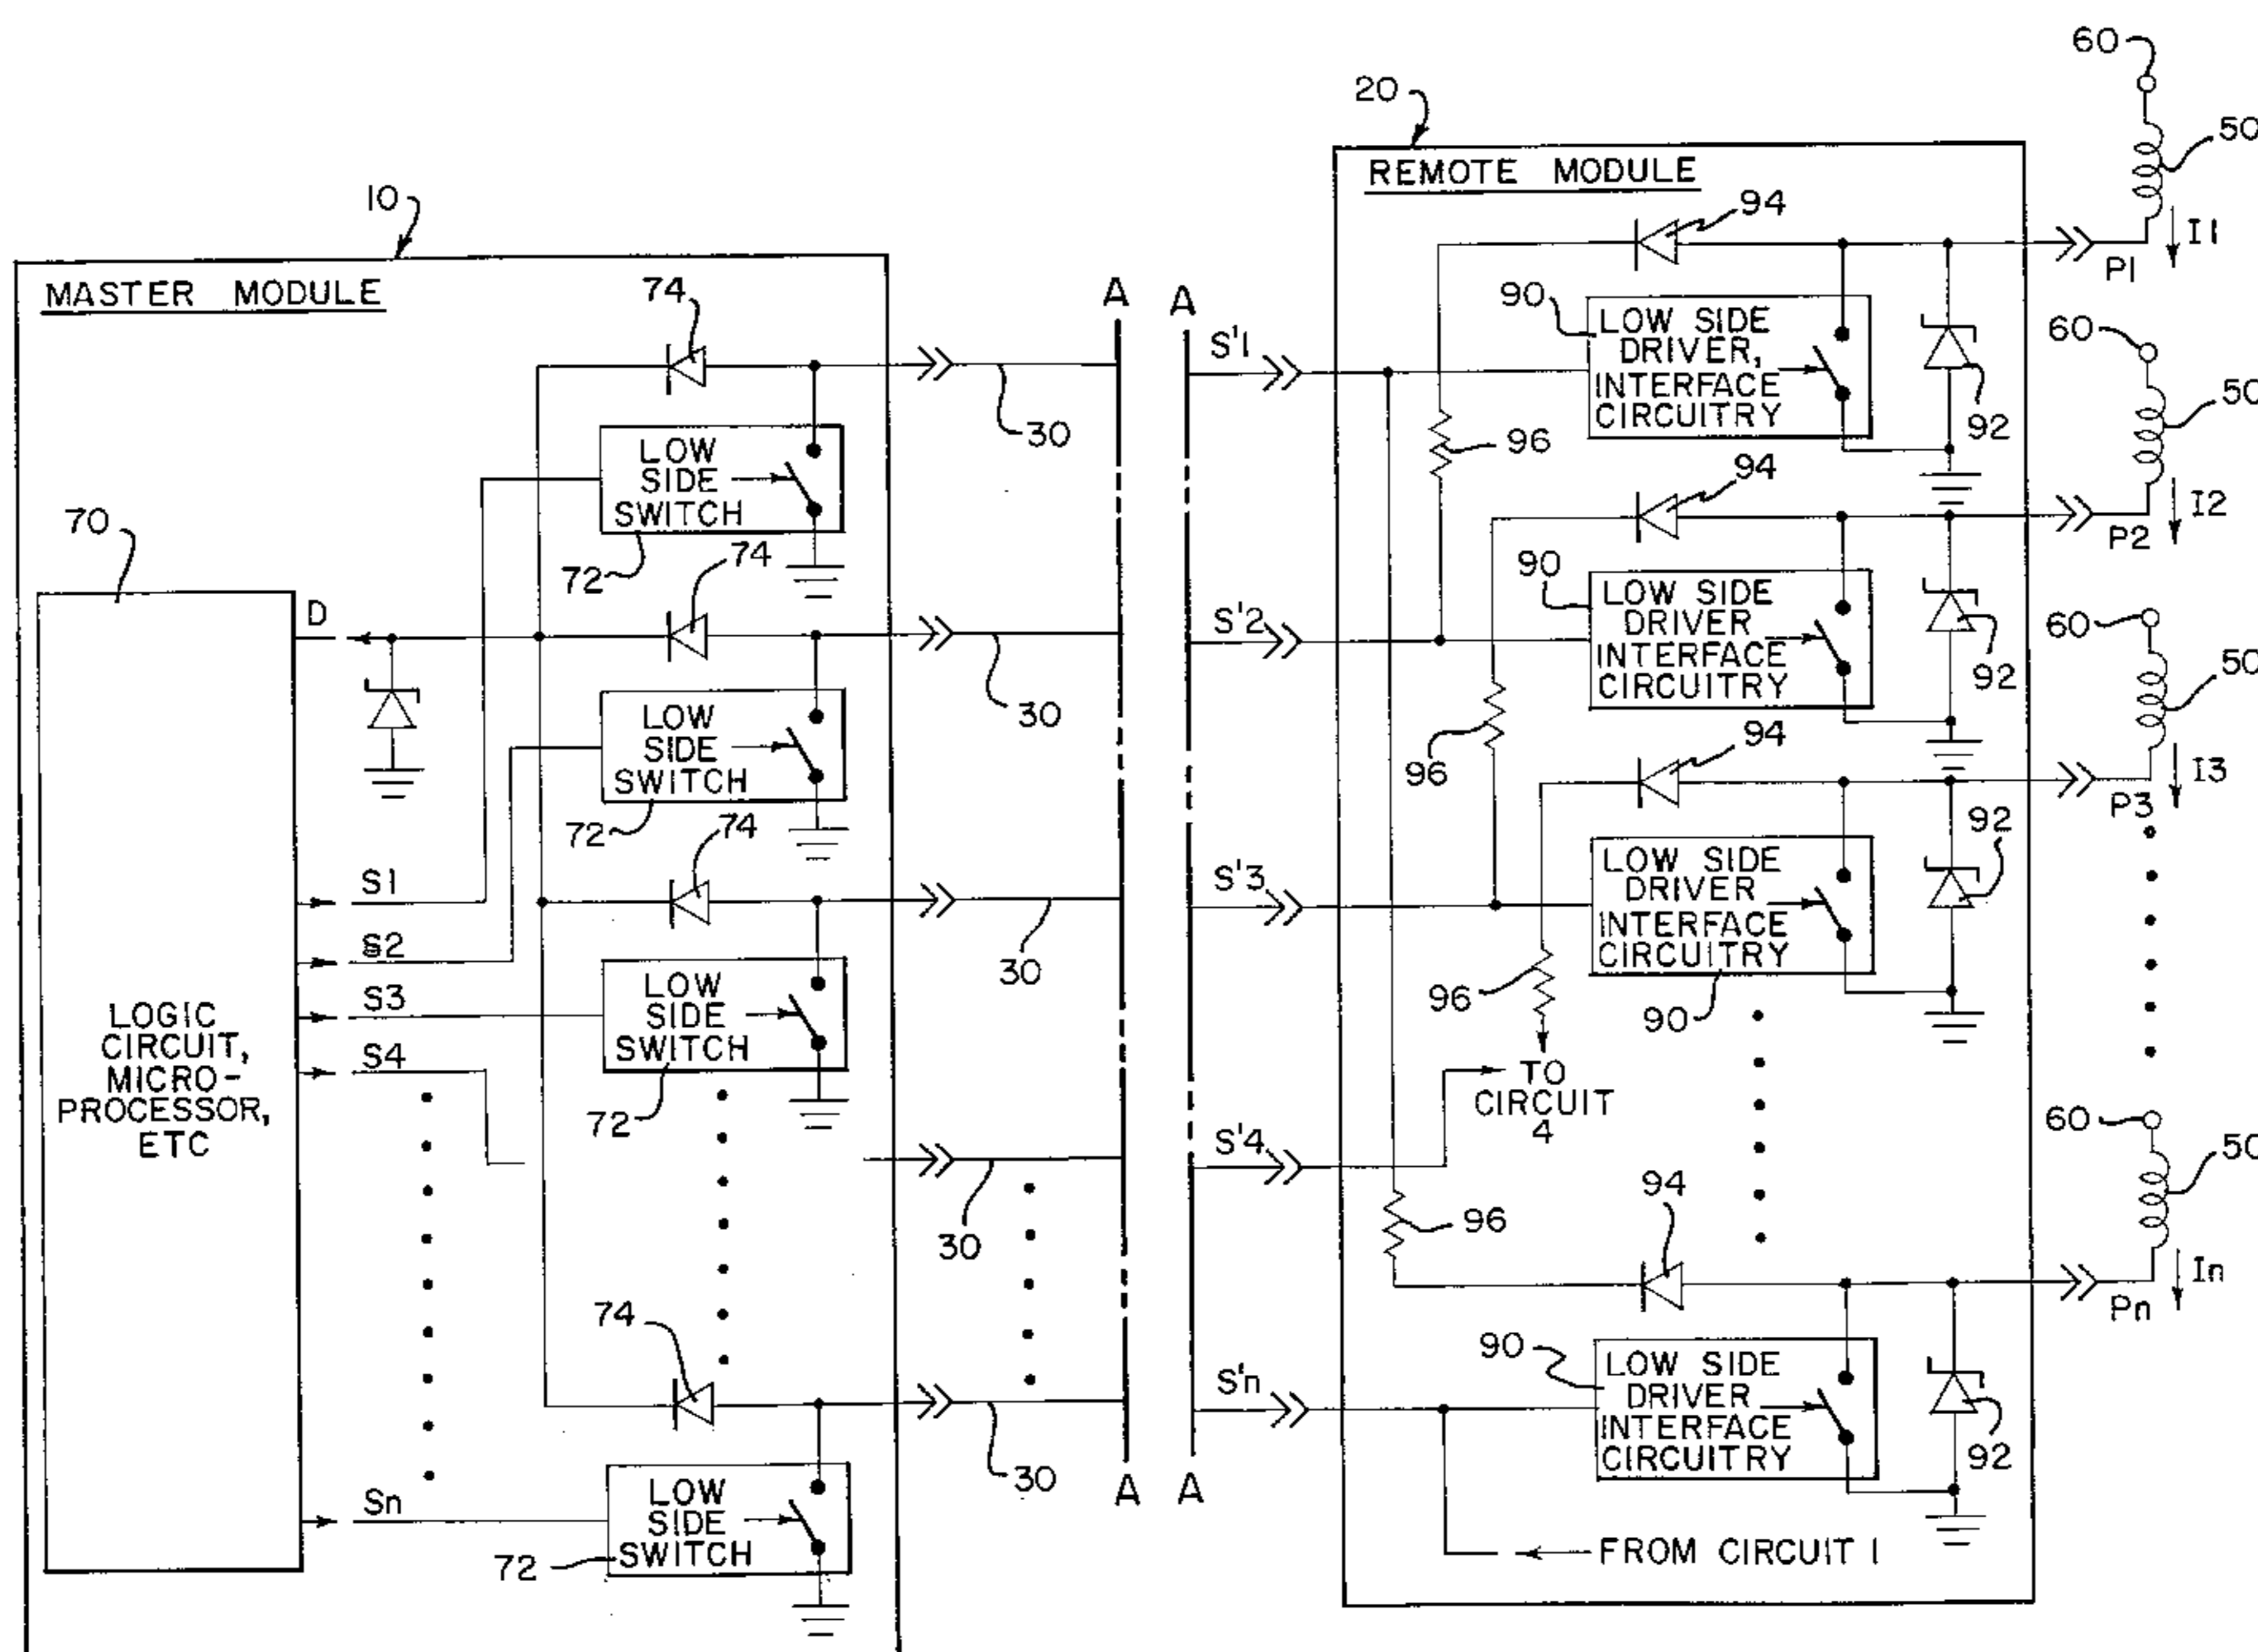 60
20
50
REMOTE MODULE
94
I1
P1
10
MASTER MODULE
74
A A
S'1
90
LOW SIDE
DRIVER,
INTERFACE
CIRCUITRY
92
60
50
30
96
LOW
SIDE
SWITCH
94
I2
P2
70
72
74
D
S'2
90
LOW SIDE
DRIVER
INTERFACE
CIRCUITRY
92
60
50
30
96
LOW
SIDE
SWITCH
94
I3
P3
72
74
S1
S'3
LOW SIDE
DRIVER
INTERFACE
CIRCUITRY
92
S2
30
96
90
LOW
SIDE
SWITCH
S3
LOGIC
CIRCUIT,
MICRO-
PROCESSOR,
ETC
S4
72
TO
CIRCUIT
4
S'4
60
50
30
96
94
In
Pn
74
S'n
90
LOW SIDE
DRIVER
INTERFACE
CIRCUITRY
92
30
A A
Sn
LOW
SIDE
SWITCH
72
FROM CIRCUIT 1